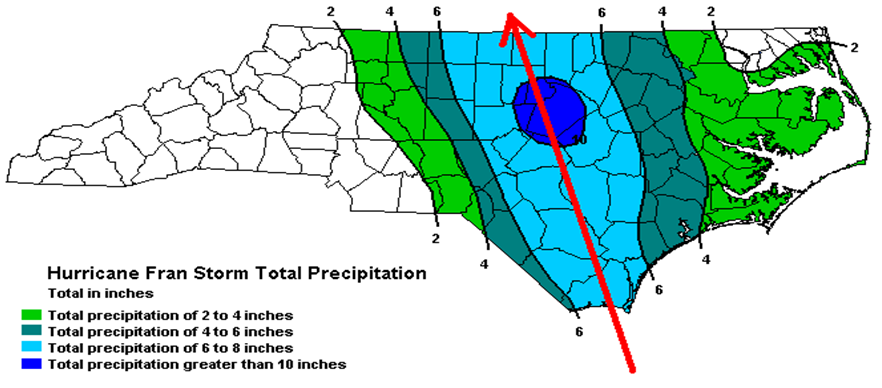 2 4 6 6 4 2
2
10
2
4
4
6
6
Hurricane Fran Storm Total Precipitation
Total in inches
Total precipitation of 2 to 4 inches
Total precipitation of 4 to 6 inches
Total precipitation of 6 to 8 inches
Total precipitation greater than 10 inches